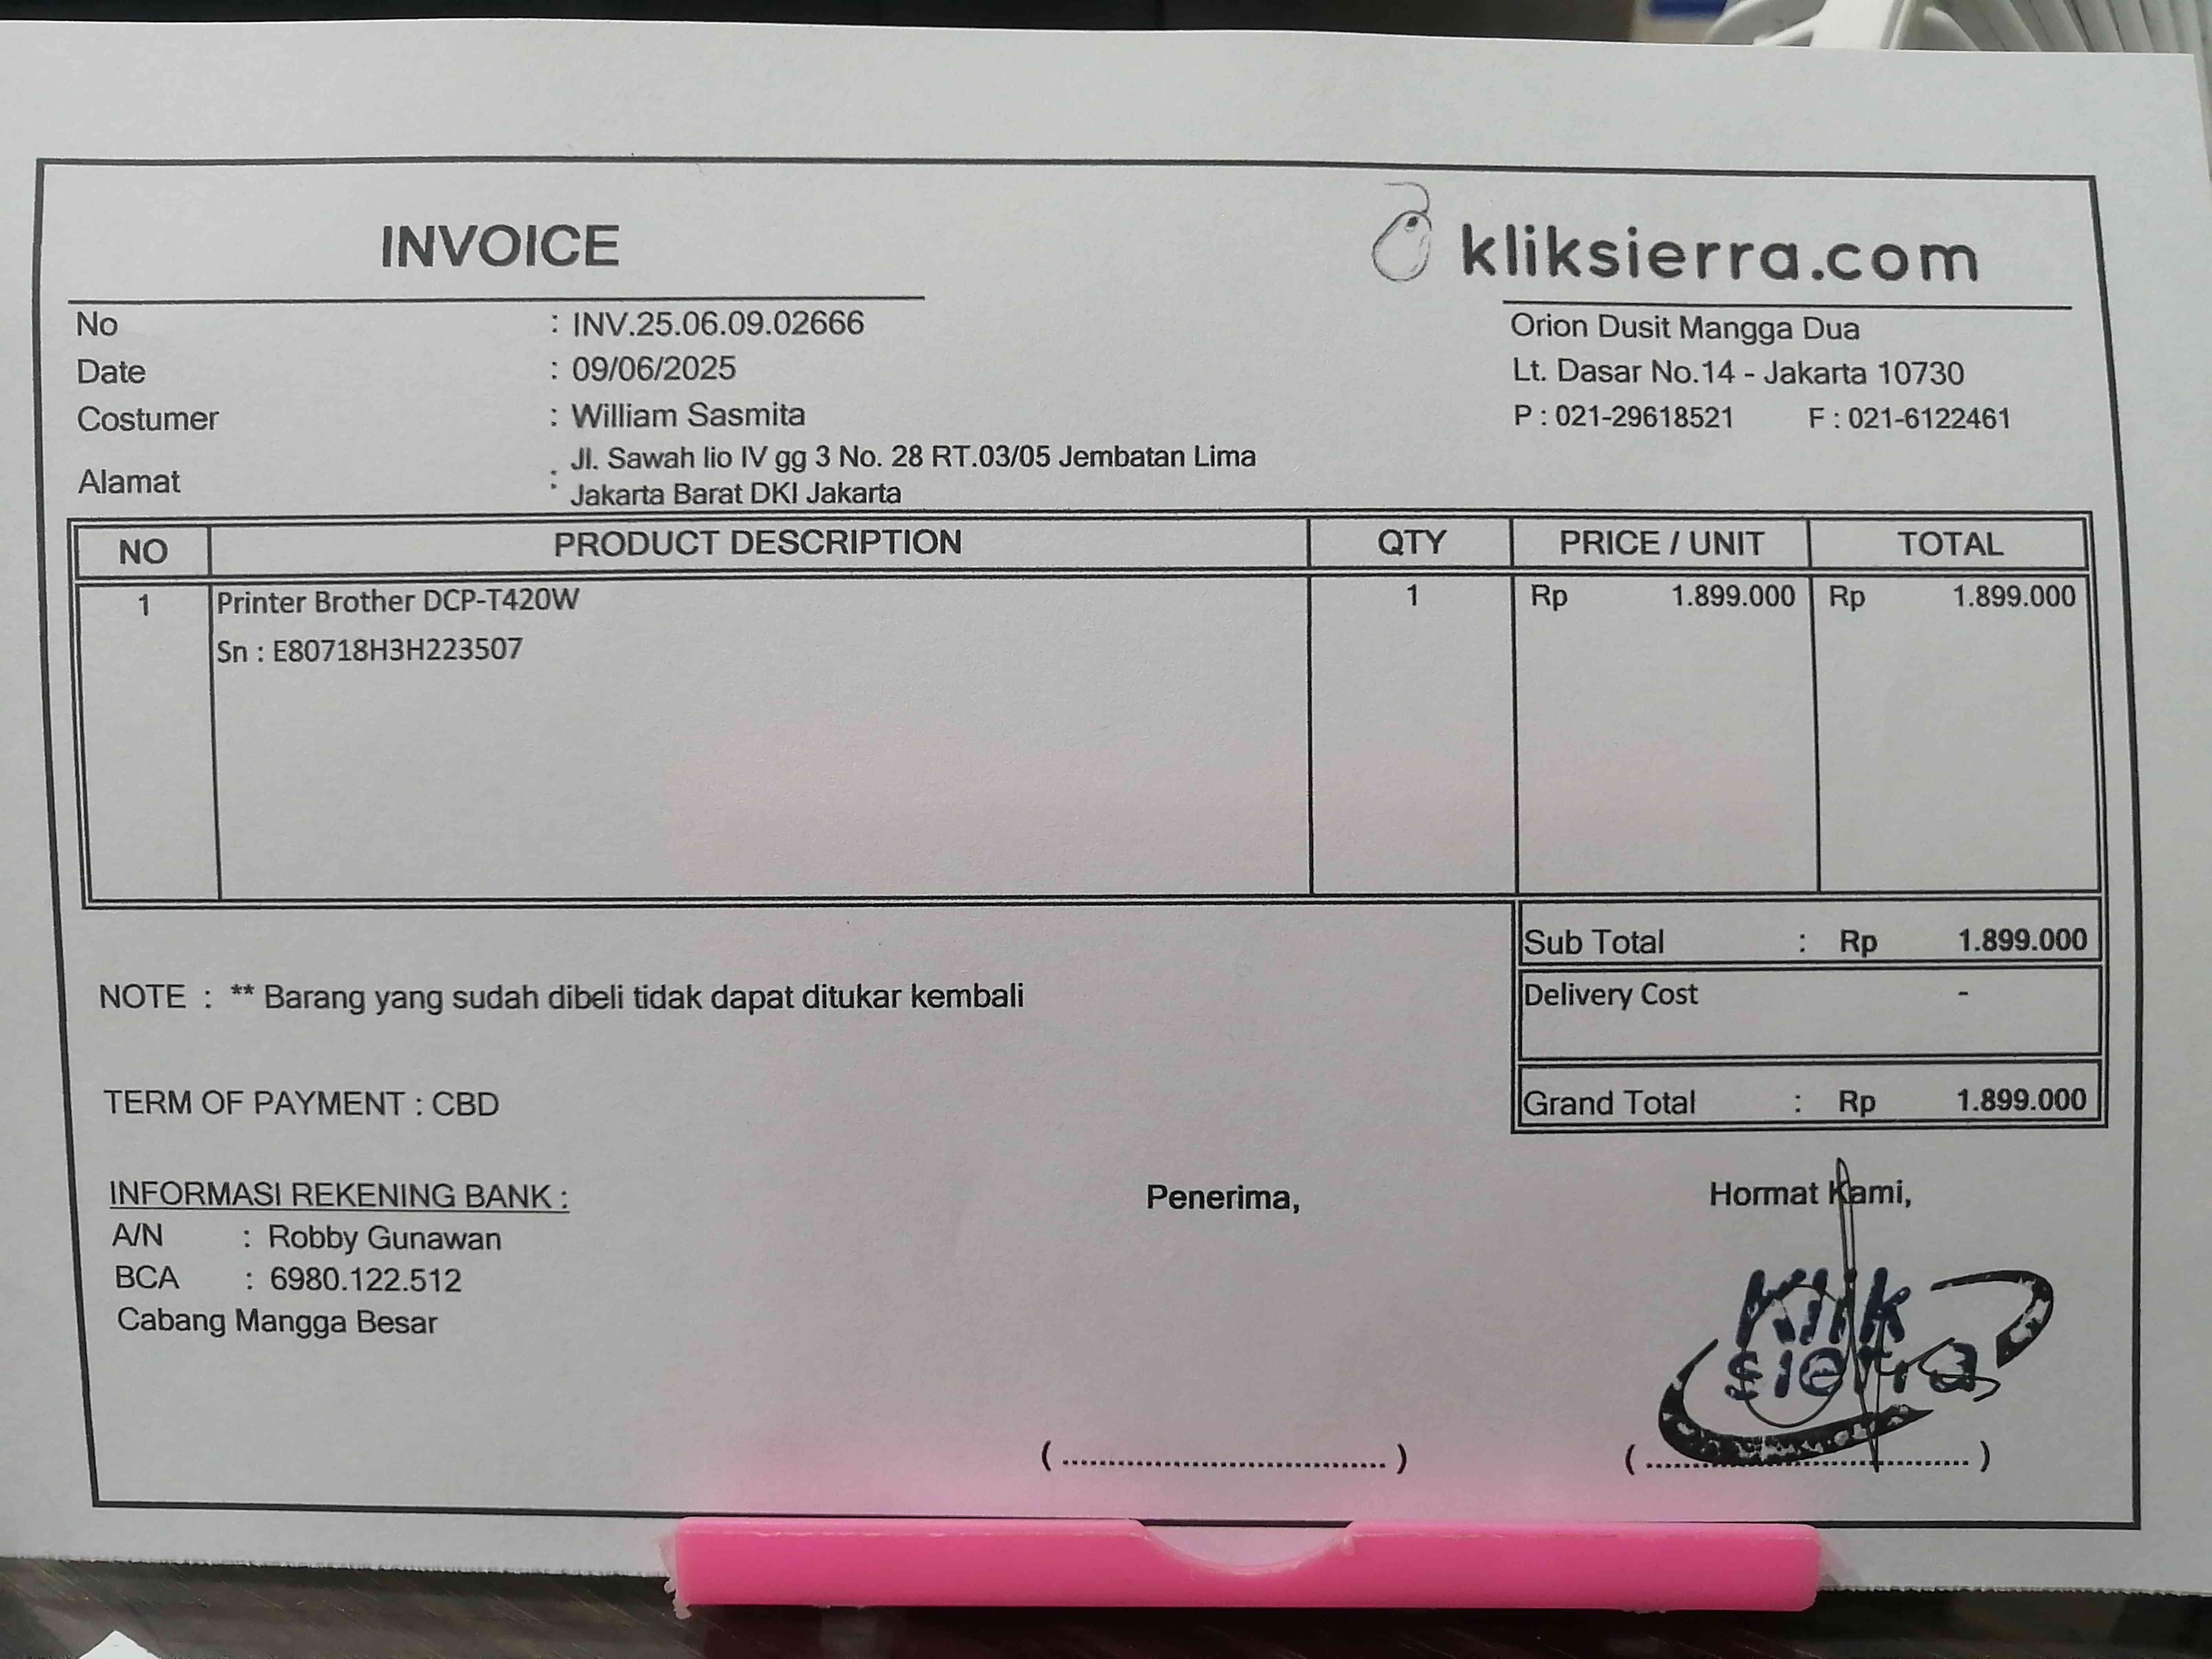 INVOICE
kliksierra.com
No : INV.25.06.09.02666
Date : 09/06/2025
Costumer : William Sasmita
Alamat : Jl. Sawah lio IV gg 3 No. 28 RT.03/05 Jembatan Lima
Jakarta Barat DKI Jakarta
Orion Dusit Mangga Dua
Lt. Dasar No.14 - Jakarta 10730
P : 021-29618521 F : 021-6122461
NO PRODUCT DESCRIPTION QTY PRICE / UNIT TOTAL
1 Printer Brother DCP-T420W 1 Rp 1.899.000 Rp 1.899.000
Sn : E80718H3H223507
Sub Total : Rp 1.899.000
Delivery Cost -
Grand Total : Rp 1.899.000
NOTE : ** Barang yang sudah dibeli tidak dapat ditukar kembali
TERM OF PAYMENT : CBD
INFORMASI REKENING BANK :
A/N : Robby Gunawan
BCA : 6980.122.512
Cabang Mangga Besar
Penerima,
(..............................)
Hormat Kami,
Klik
sierra
(..............................)